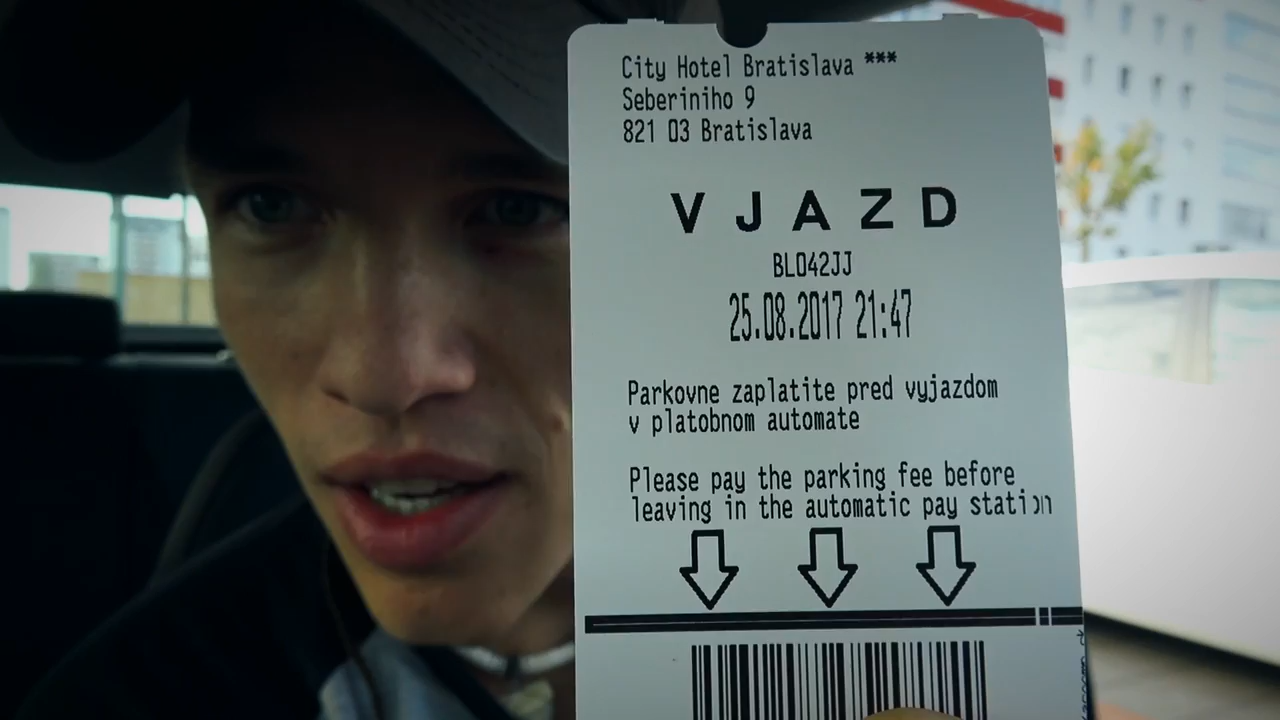 City Hotel Bratislava ***
Seberiniho 9
821 03 Bratislava
VJAZD
BL042JJ
25.08.2017 21:47
Parkovne zaplatite pred vyjazdom
v platobnom automate
Please pay the parking fee before
leaving in the automatic pay station